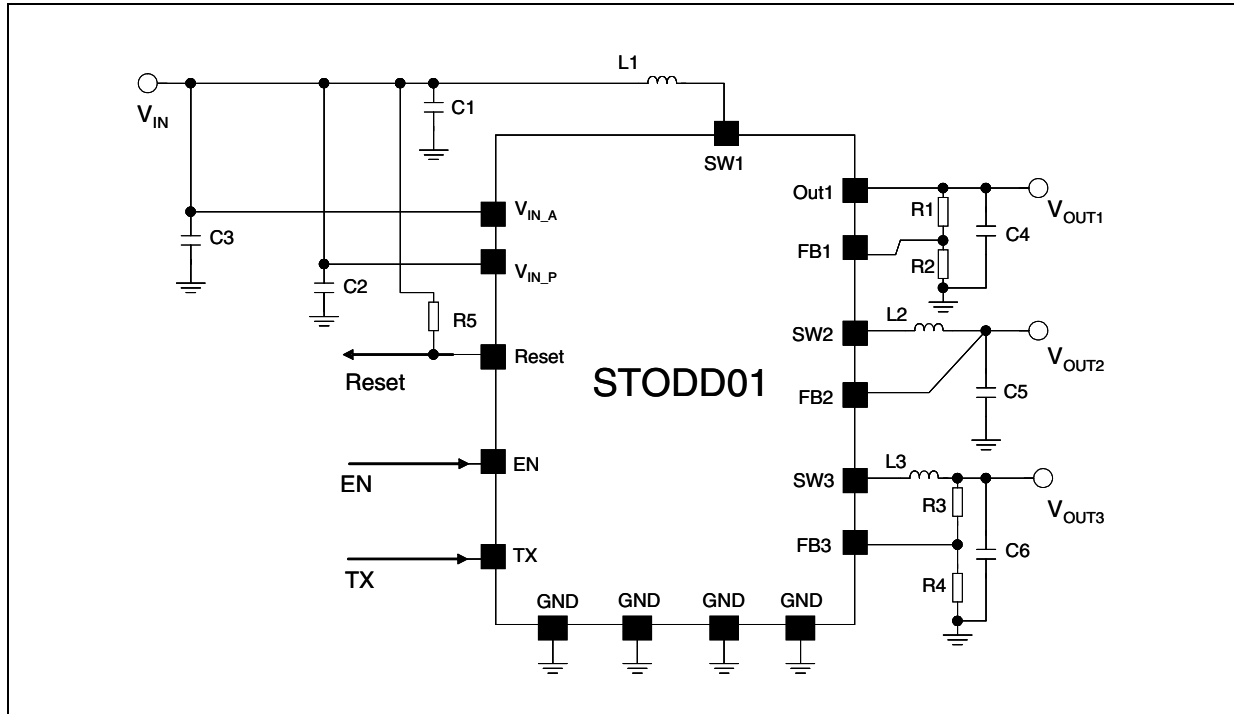 L1
C1
V_IN
SW1
Out1
R1
V_OUT1
V_IN_A
C3
C4
FB1
R2
V_IN_P
C2
L2
R5
SW2
V_OUT2
Reset
Reset
STODD01
FB2
C5
L3
EN
SW3
EN
R3
V_OUT3
FB3
C6
TX
TX
R4
GND
GND
GND
GND